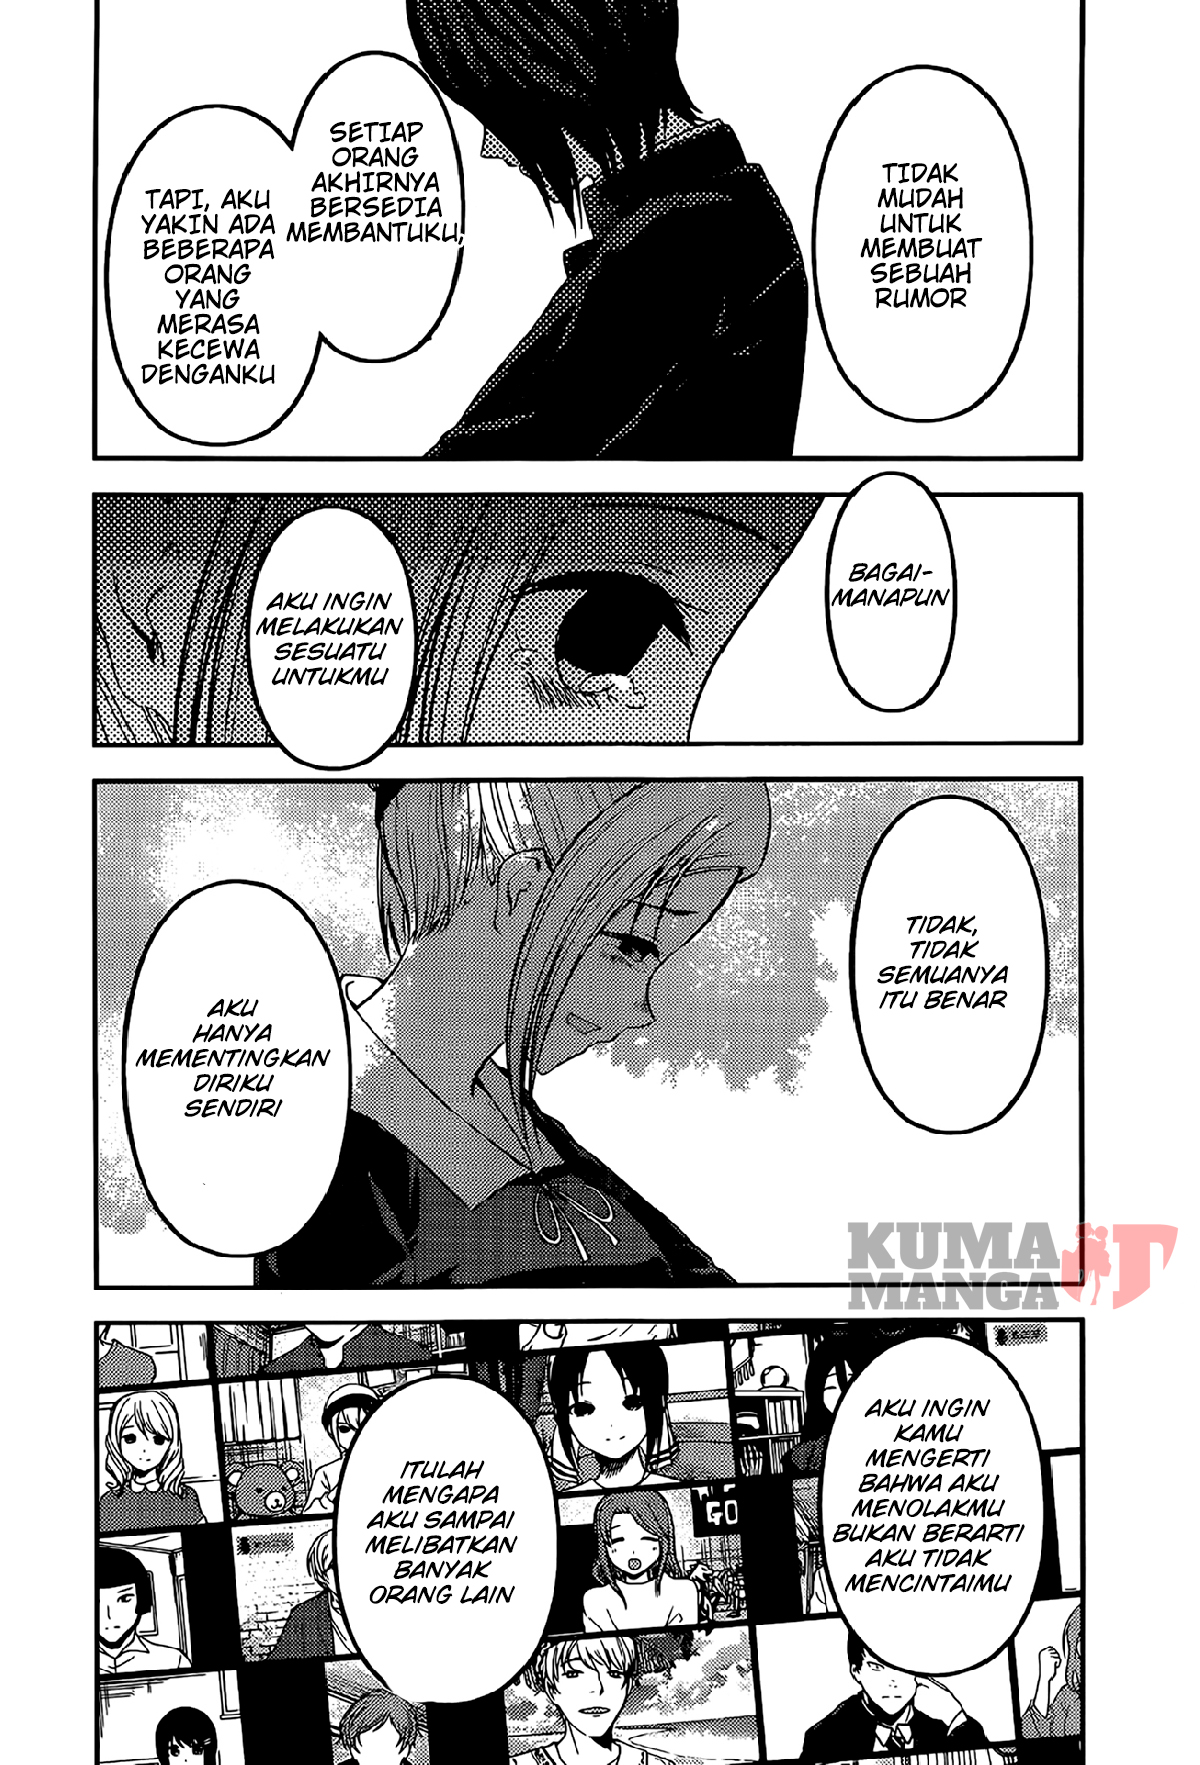 TIDAK
MUDAH
UNTUK
MEMBUAT
SEBUAH
RUMOR
SETIAP
ORANG
AKHIRNYA
BERSEDIA
MEMBANTUKU,
TAPI, AKU
YAKIN ADA
BEBERAPA
ORANG
YANG
MERASA
KECEWA
DENGANKU
BAGAI-
MANAPUN
AKU INGIN
MELAKUKAN
SESUATU
UNTUKMU
TIDAK,
TIDAK
SEMUANYA
ITU BENAR
AKU
HANYA
MEMENTINGKAN
DIRIKU
SENDIRI
KUMA
MANGA
AKU INGIN
KAMU
MENGERTI
BAHWA AKU
MENOLAKMU
BUKAN BERARTI
AKU TIDAK
MENCINTAIMU
ITULAH
MENGAPA
AKU SAMPAI
MELIBATKAN
BANYAK
ORANG LAIN
GO